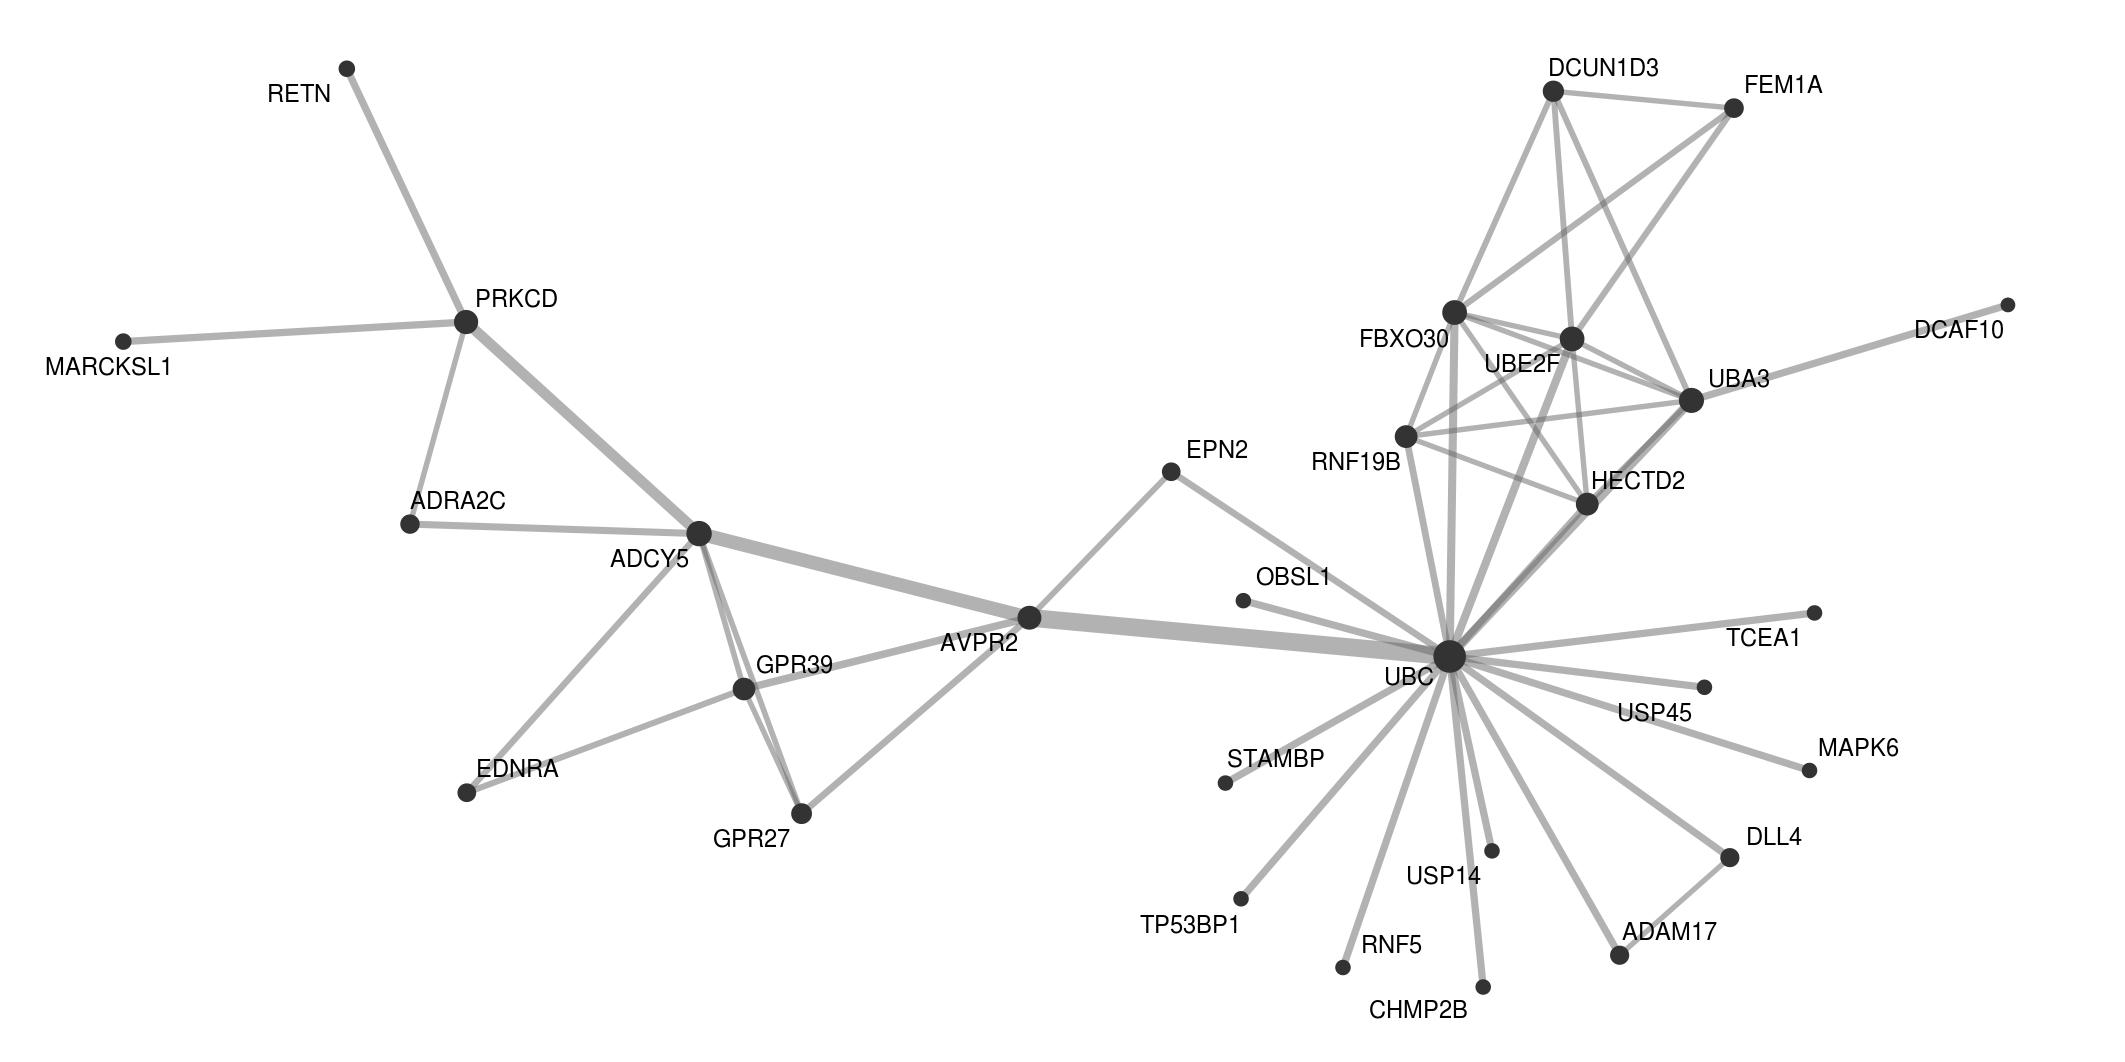 DCUN1D3
FEM1A
RETN
PRKCD
DCAF10
FBXO30
UBE2F
MARCKSL1
UBA3
EPN2
RNF19B
HECTD2
ADRA2C
ADCY5
OBSL1
TCEA1
AVPR2
GPR39
UBC
USP45
MAPK6
STAMBP
EDNRA
GPR27
DLL4
USP14
TP53BP1
ADAM17
RNF5
CHMP2B